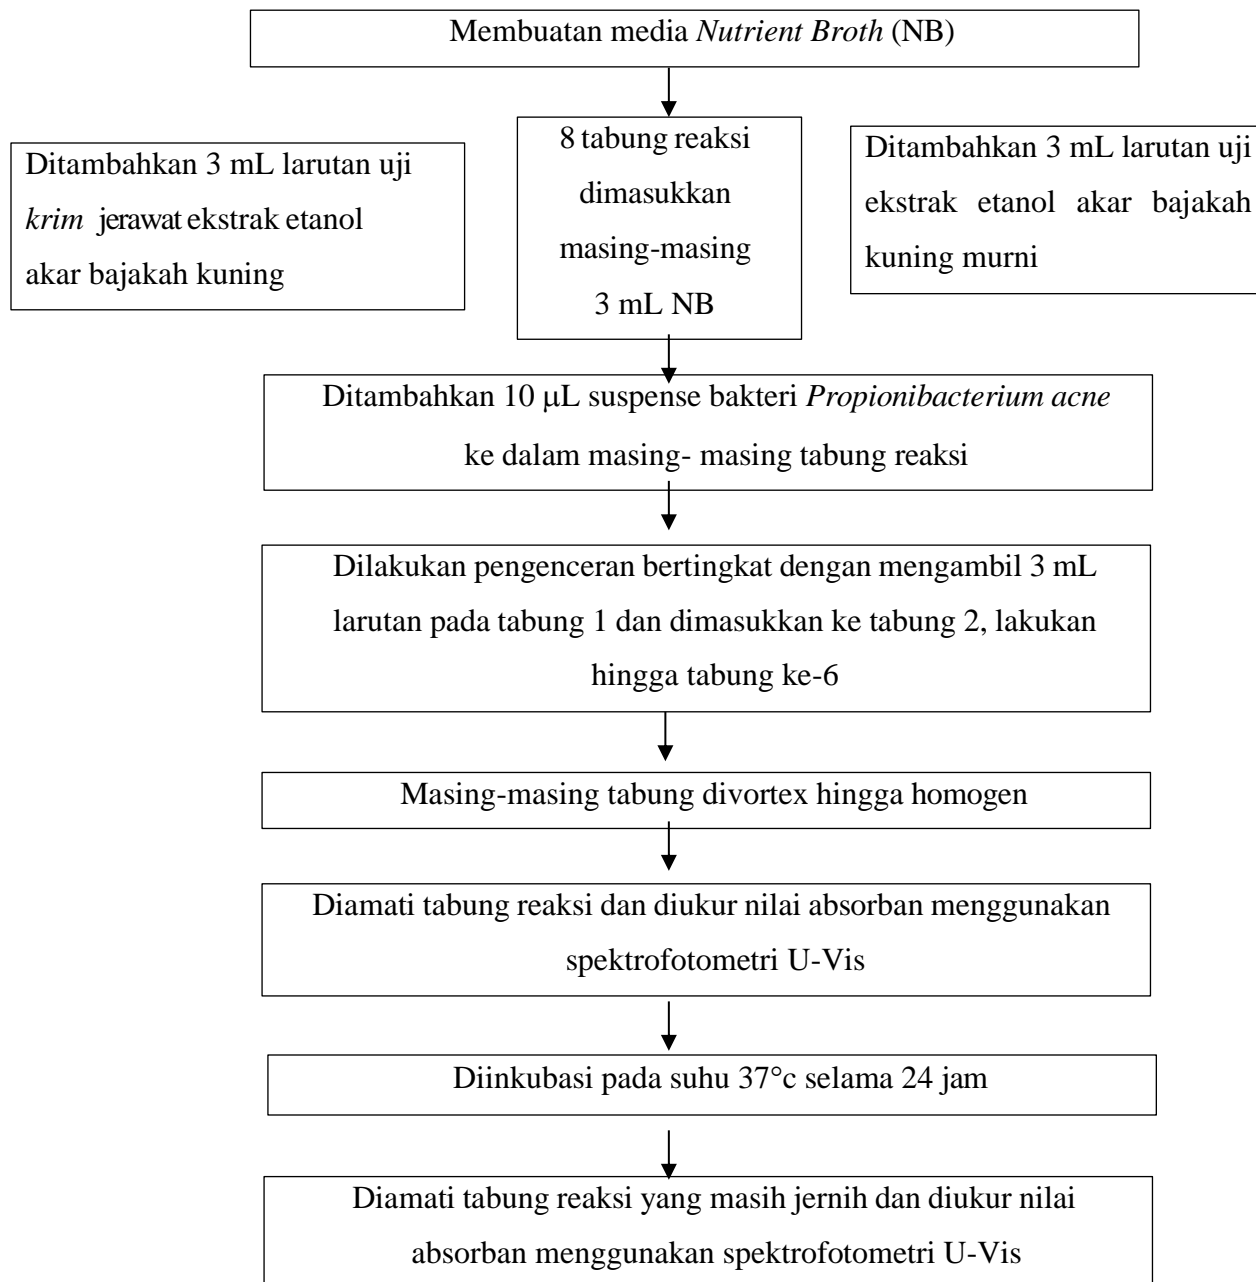 Membuatan media Nutrient Broth (NB)
Ditambahkan 3 mL larutan uji
krim jerawat ekstrak etanol
akar bajakah kuning
8 tabung reaksi
dimasukkan
masing-masing
3 mL NB
Ditambahkan 3 mL larutan uji
ekstrak etanol akar bajakah
kuning murni
Ditambahkan 10 μL suspense bakteri Propionibacterium acne
ke dalam masing- masing tabung reaksi
Dilakukan pengenceran bertingkat dengan mengambil 3 mL
larutan pada tabung 1 dan dimasukkan ke tabung 2, lakukan
hingga tabung ke-6
Masing-masing tabung divortex hingga homogen
Diamati tabung reaksi dan diukur nilai absorban menggunakan
spektrofotometri U-Vis
Diinkubasi pada suhu 37°c selama 24 jam
Diamati tabung reaksi yang masih jernih dan diukur nilai
absorban menggunakan spektrofotometri U-Vis